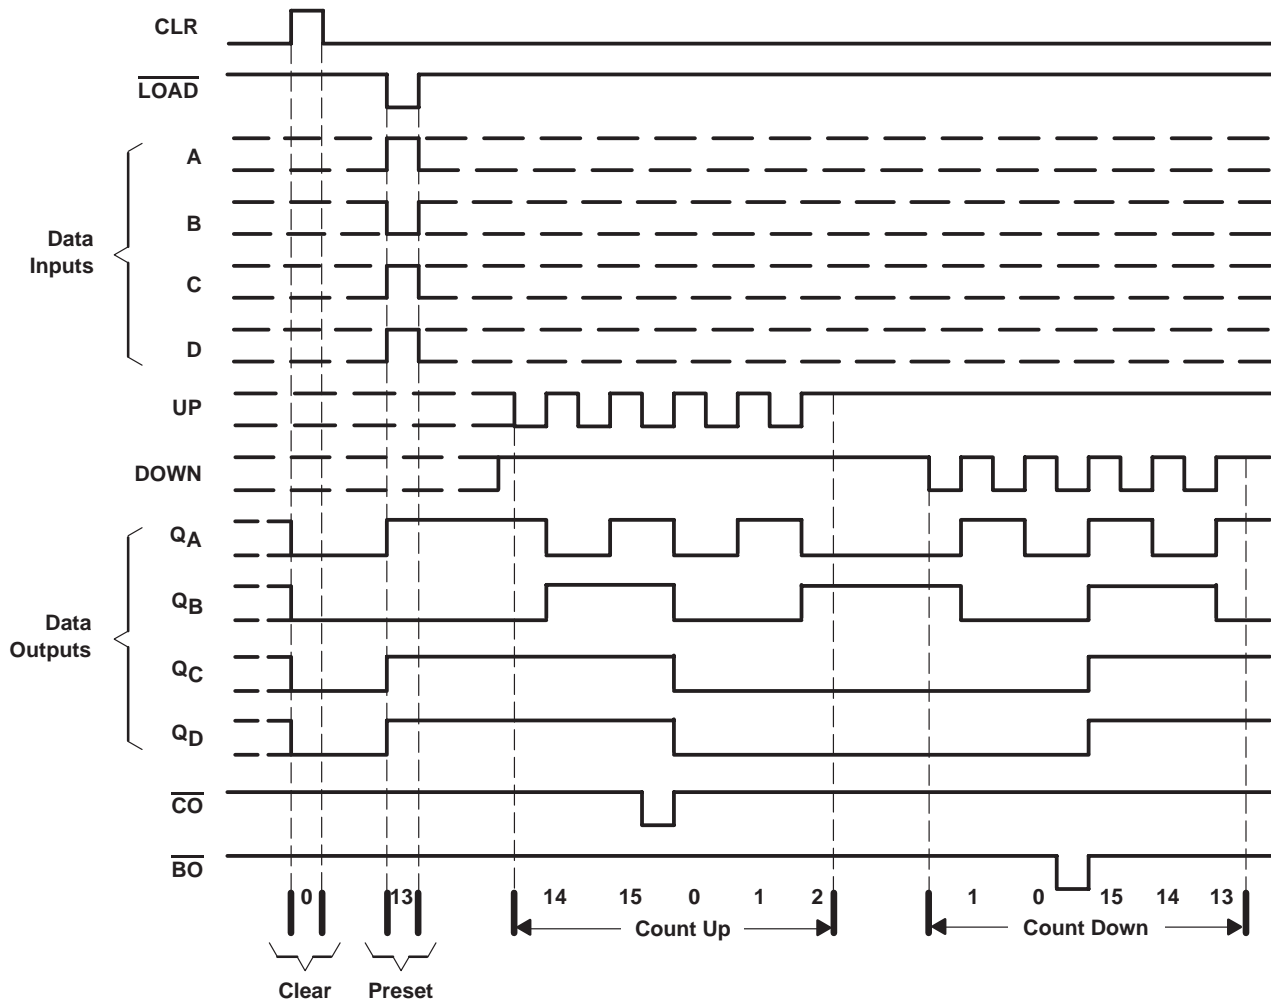 CLR
LOAD
A
B
Data
Inputs
C
D
UP
DOWN
QA
QB
Data
Outputs
QC
QD
CO
BO
0 13 14 15 0 1 2 1 0 15 14 13
Count Up Count Down
Clear Preset